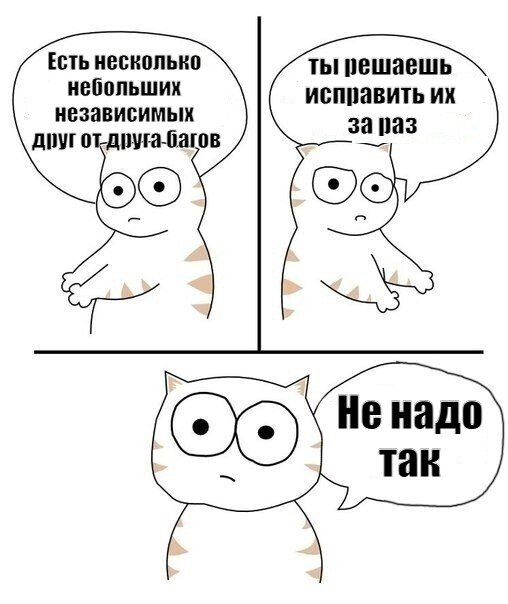 Есть несколько
небольших
независимых
друг от друга багов
ты решаешь
исправить их
за раз
Не надо
так